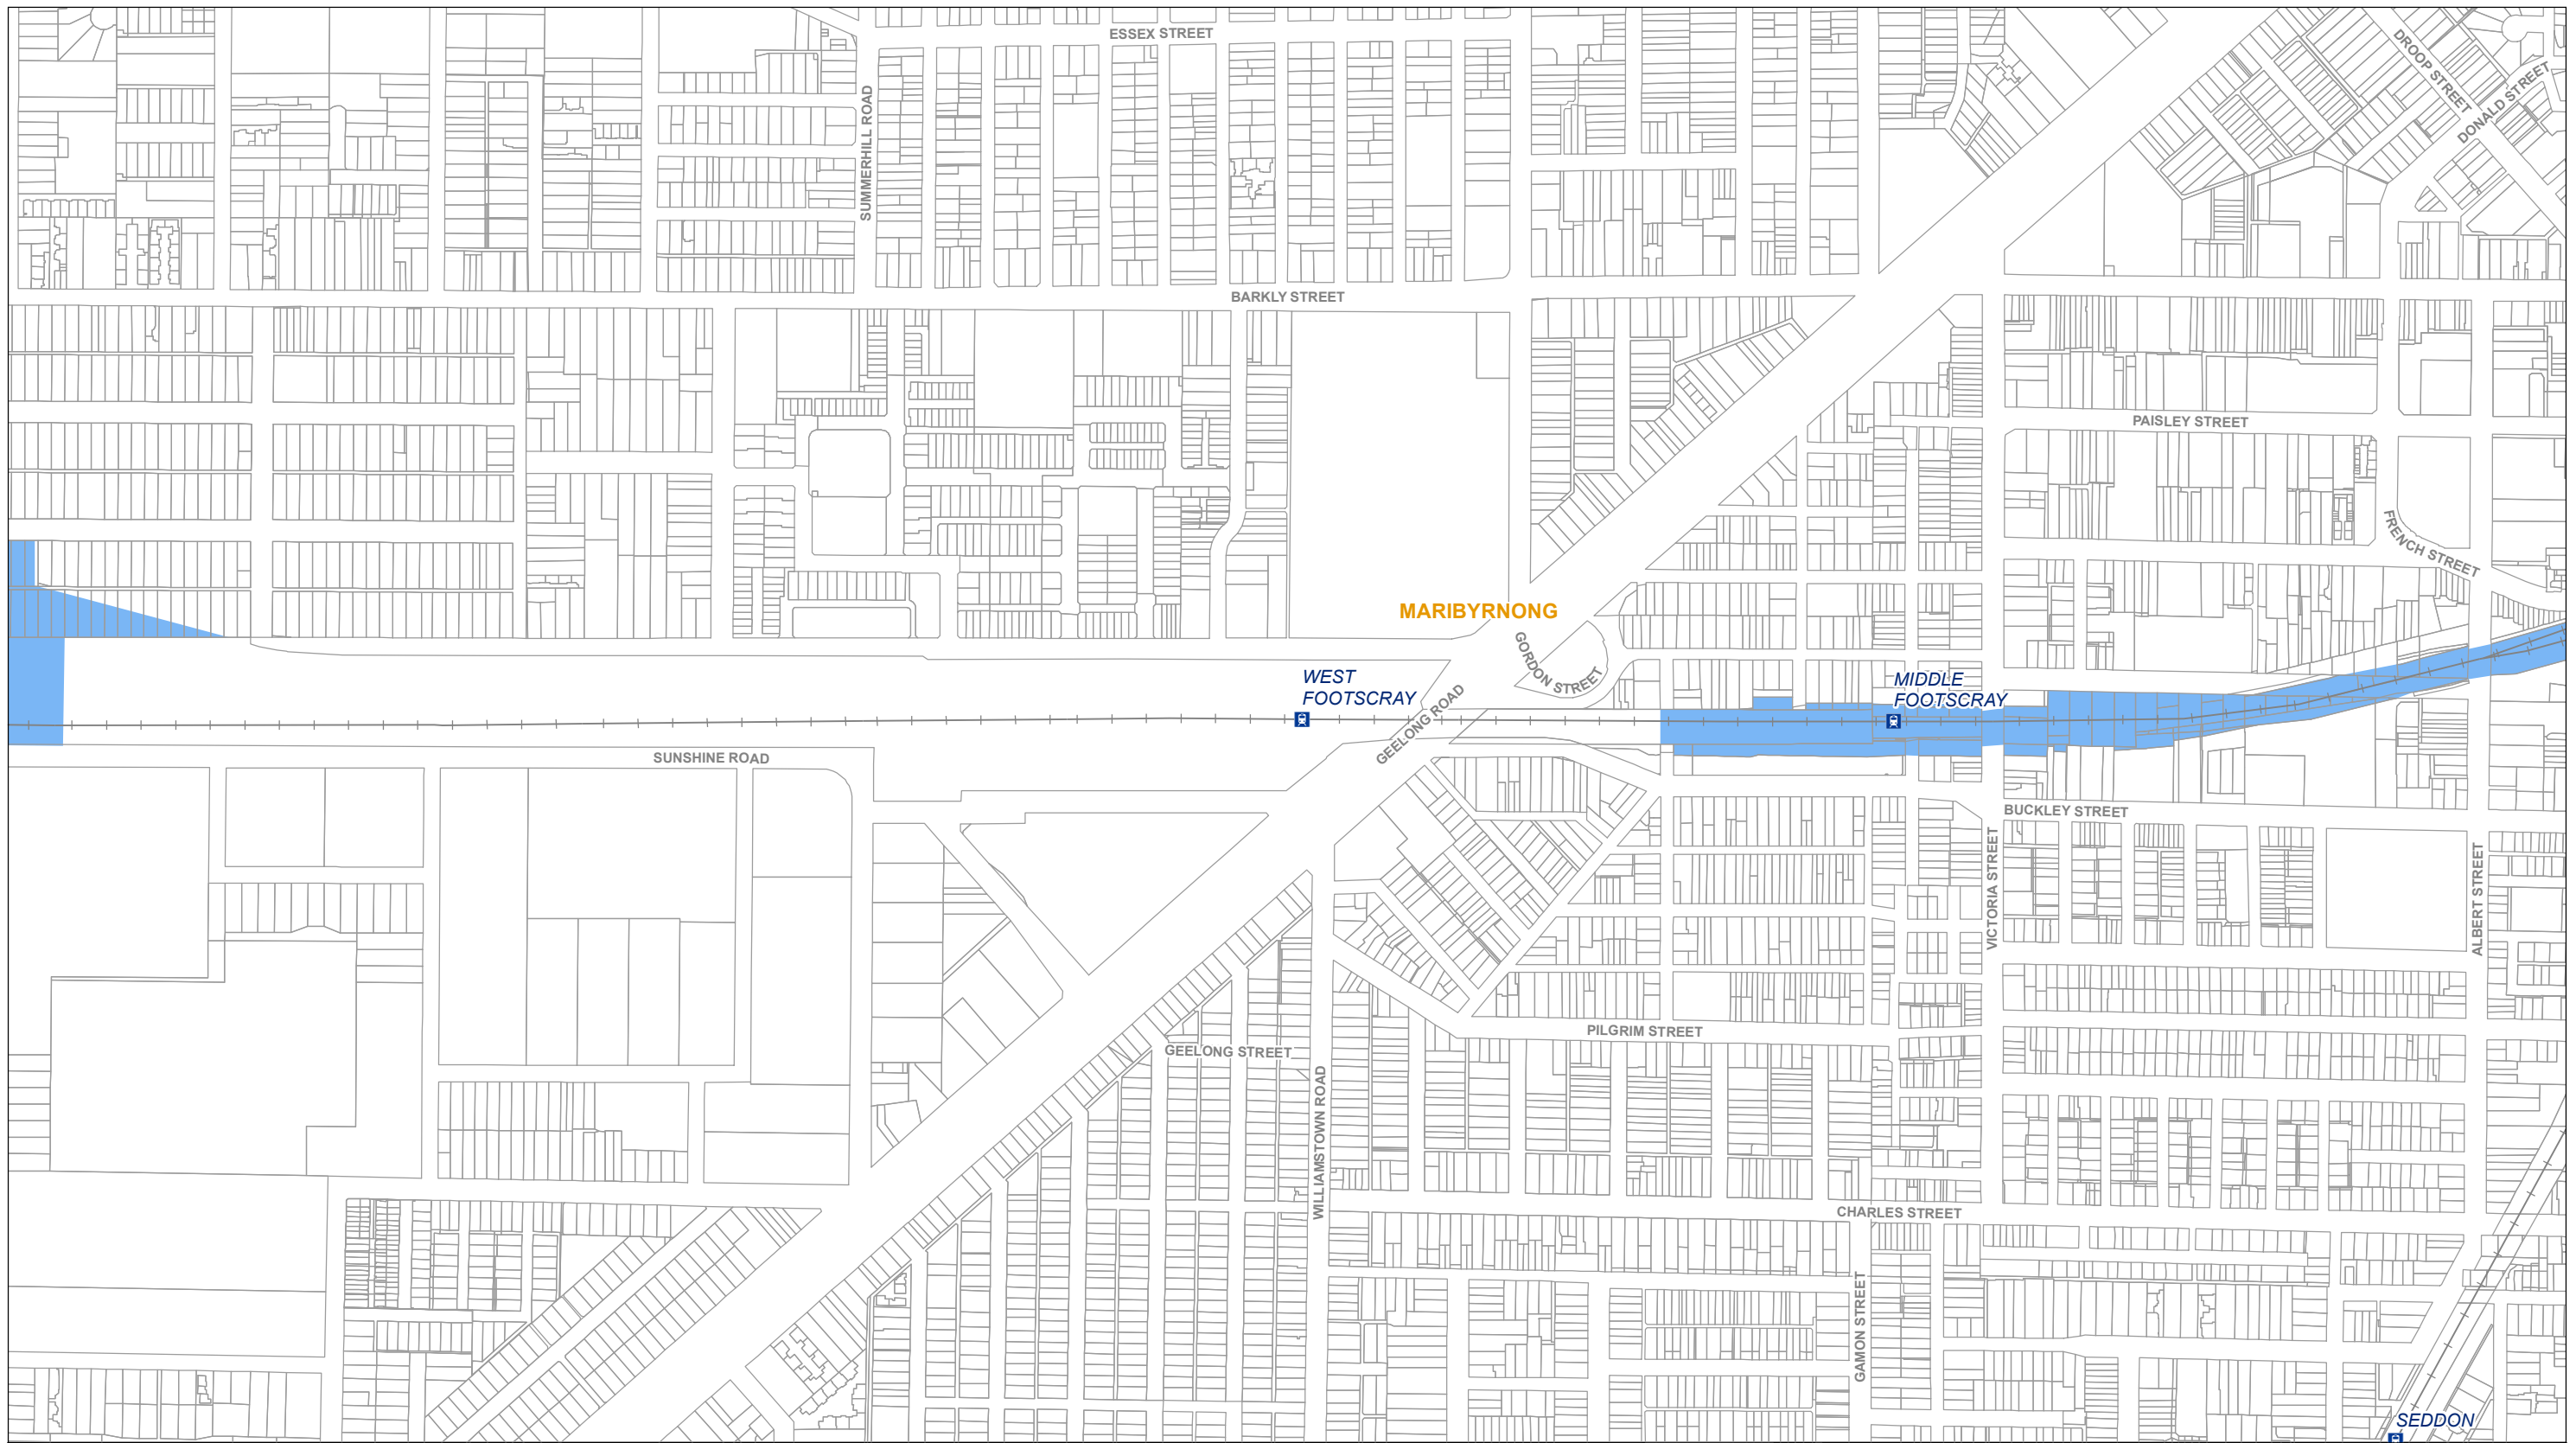 ESSEX STREET
DROOP STREET
DONALD STREET
SUMMERHILL ROAD
BARKLY STREET
PAISLEY STREET
FRENCH STREET
MARIBYRNONG
GORDON STREET
WEST
FOOTSCRAY
MIDDLE
FOOTSCRAY
GEELONG ROAD
SUNSHINE ROAD
BUCKLEY STREET
VICTORIA STREET
ALBERT STREET
PILGRIM STREET
GEELONG STREET
WILLIAMSTOWN ROAD
CHARLES STREET
GAMON STREET
SEDDON